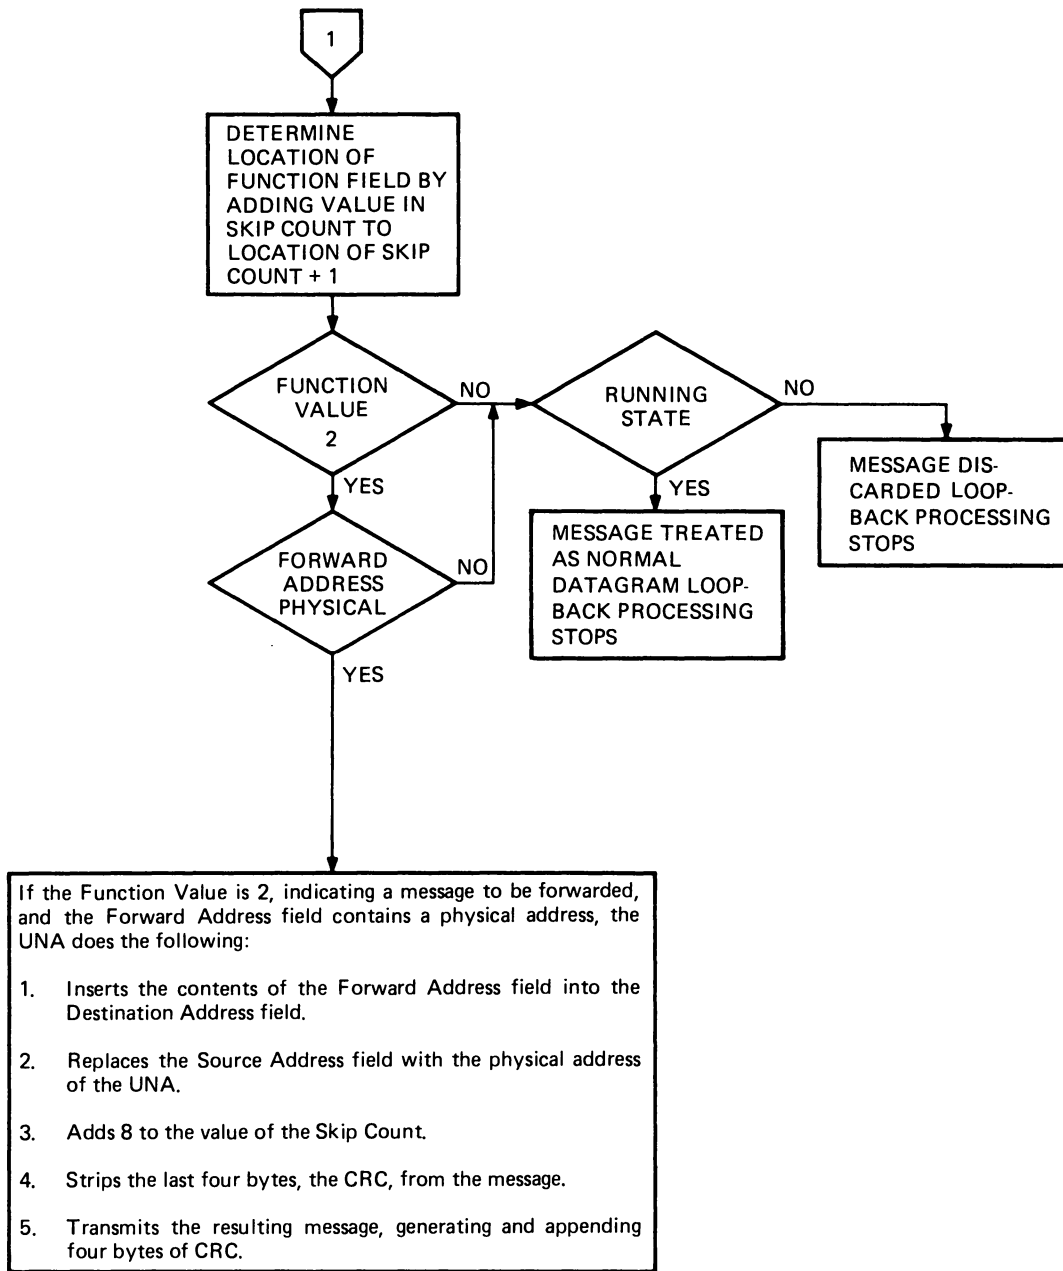 1
DETERMINE
LOCATION OF
FUNCTION FIELD BY
ADDING VALUE IN
SKIP COUNT TO
LOCATION OF SKIP
COUNT + 1
FUNCTION
VALUE
2
NO
YES
RUNNING
STATE
NO
YES
MESSAGE DIS-
CARDED LOOP-
BACK PROCESSING
STOPS
FORWARD
ADDRESS
PHYSICAL
NO
YES
MESSAGE TREATED
AS NORMAL
DATAGRAM LOOP-
BACK PROCESSING
STOPS
If the Function Value is 2, indicating a message to be forwarded,
and the Forward Address field contains a physical address, the
UNA does the following:
1. Inserts the contents of the Forward Address field into the
Destination Address field.
2. Replaces the Source Address field with the physical address
of the UNA.
3. Adds 8 to the value of the Skip Count.
4. Strips the last four bytes, the CRC, from the message.
5. Transmits the resulting message, generating and appending
four bytes of CRC.